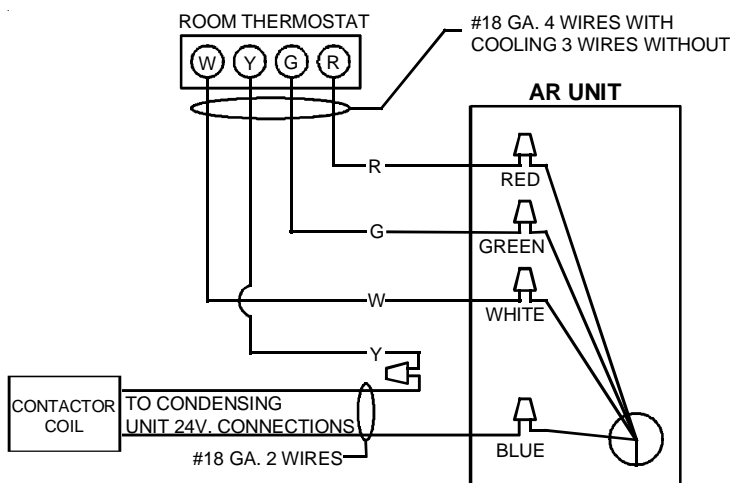 ROOM THERMOSTAT
#18 GA. 4 WIRES WITH
COOLING 3 WIRES WITHOUT
W Y G R
AR UNIT
R
RED
G
GREEN
W
WHITE
Y
CONTACTOR
COIL
TO CONDENSING
UNIT 24V. CONNECTIONS
#18 GA. 2 WIRES
BLUE